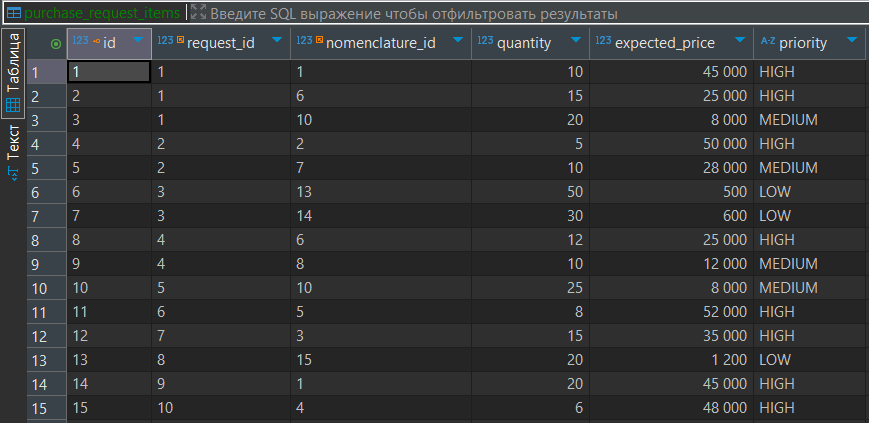 purchase_request_items Введите SQL выражение чтобы отфильтровать результаты
Таблица
Текст
123 id 123 request_id 123 nomenclature_id 123 quantity 123 expected_price A-Z priority
1 1 1 1 10 45 000 HIGH
2 2 1 6 15 25 000 HIGH
3 3 1 10 20 8 000 MEDIUM
4 4 2 2 5 50 000 HIGH
5 5 2 7 10 28 000 MEDIUM
6 6 3 13 50 500 LOW
7 7 3 14 30 600 LOW
8 8 4 6 12 25 000 HIGH
9 9 4 8 10 12 000 MEDIUM
10 10 5 10 25 8 000 MEDIUM
11 11 6 5 8 52 000 HIGH
12 12 7 3 15 35 000 HIGH
13 13 8 15 20 1 200 LOW
14 14 9 1 20 45 000 HIGH
15 15 10 4 6 48 000 HIGH